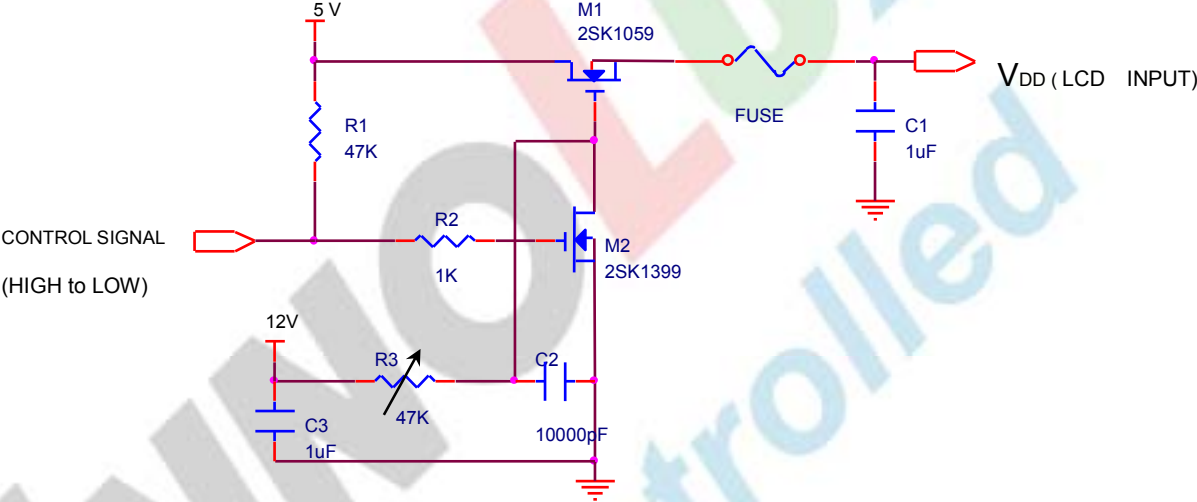 5 V
M1
2SK1059
R1
47K
FUSE
VDD ( LCD INPUT)
C1
1uF
CONTROL SIGNAL
(HIGH to LOW)
R2
1K
M2
2SK1399
12V
R3
47K
C2
10000pF
C3
1uF
trolled